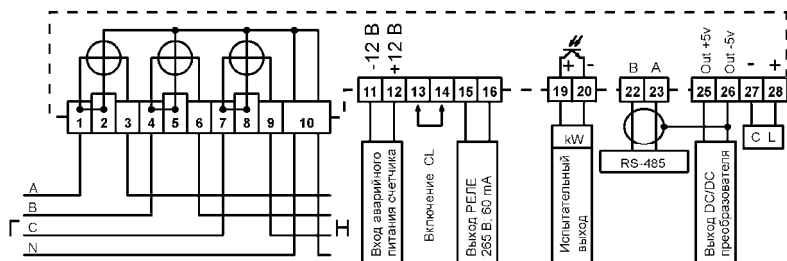 -12 В
+12 В
+ -
B A
Out +5v
Out -5v
- +
1 2 3 4 5 6 7 8 9 10
11 12 13 14 15 16
19 20
22 23
25 26 27 28
Вход аварийного
питания счетчика
Включение CL
Выход РЕЛЕ
265 В, 60 mA
kW
Испытательный
выход
RS-485
Выход DC/DC
преобразователя
C L
A
B
C
N
Г
Н